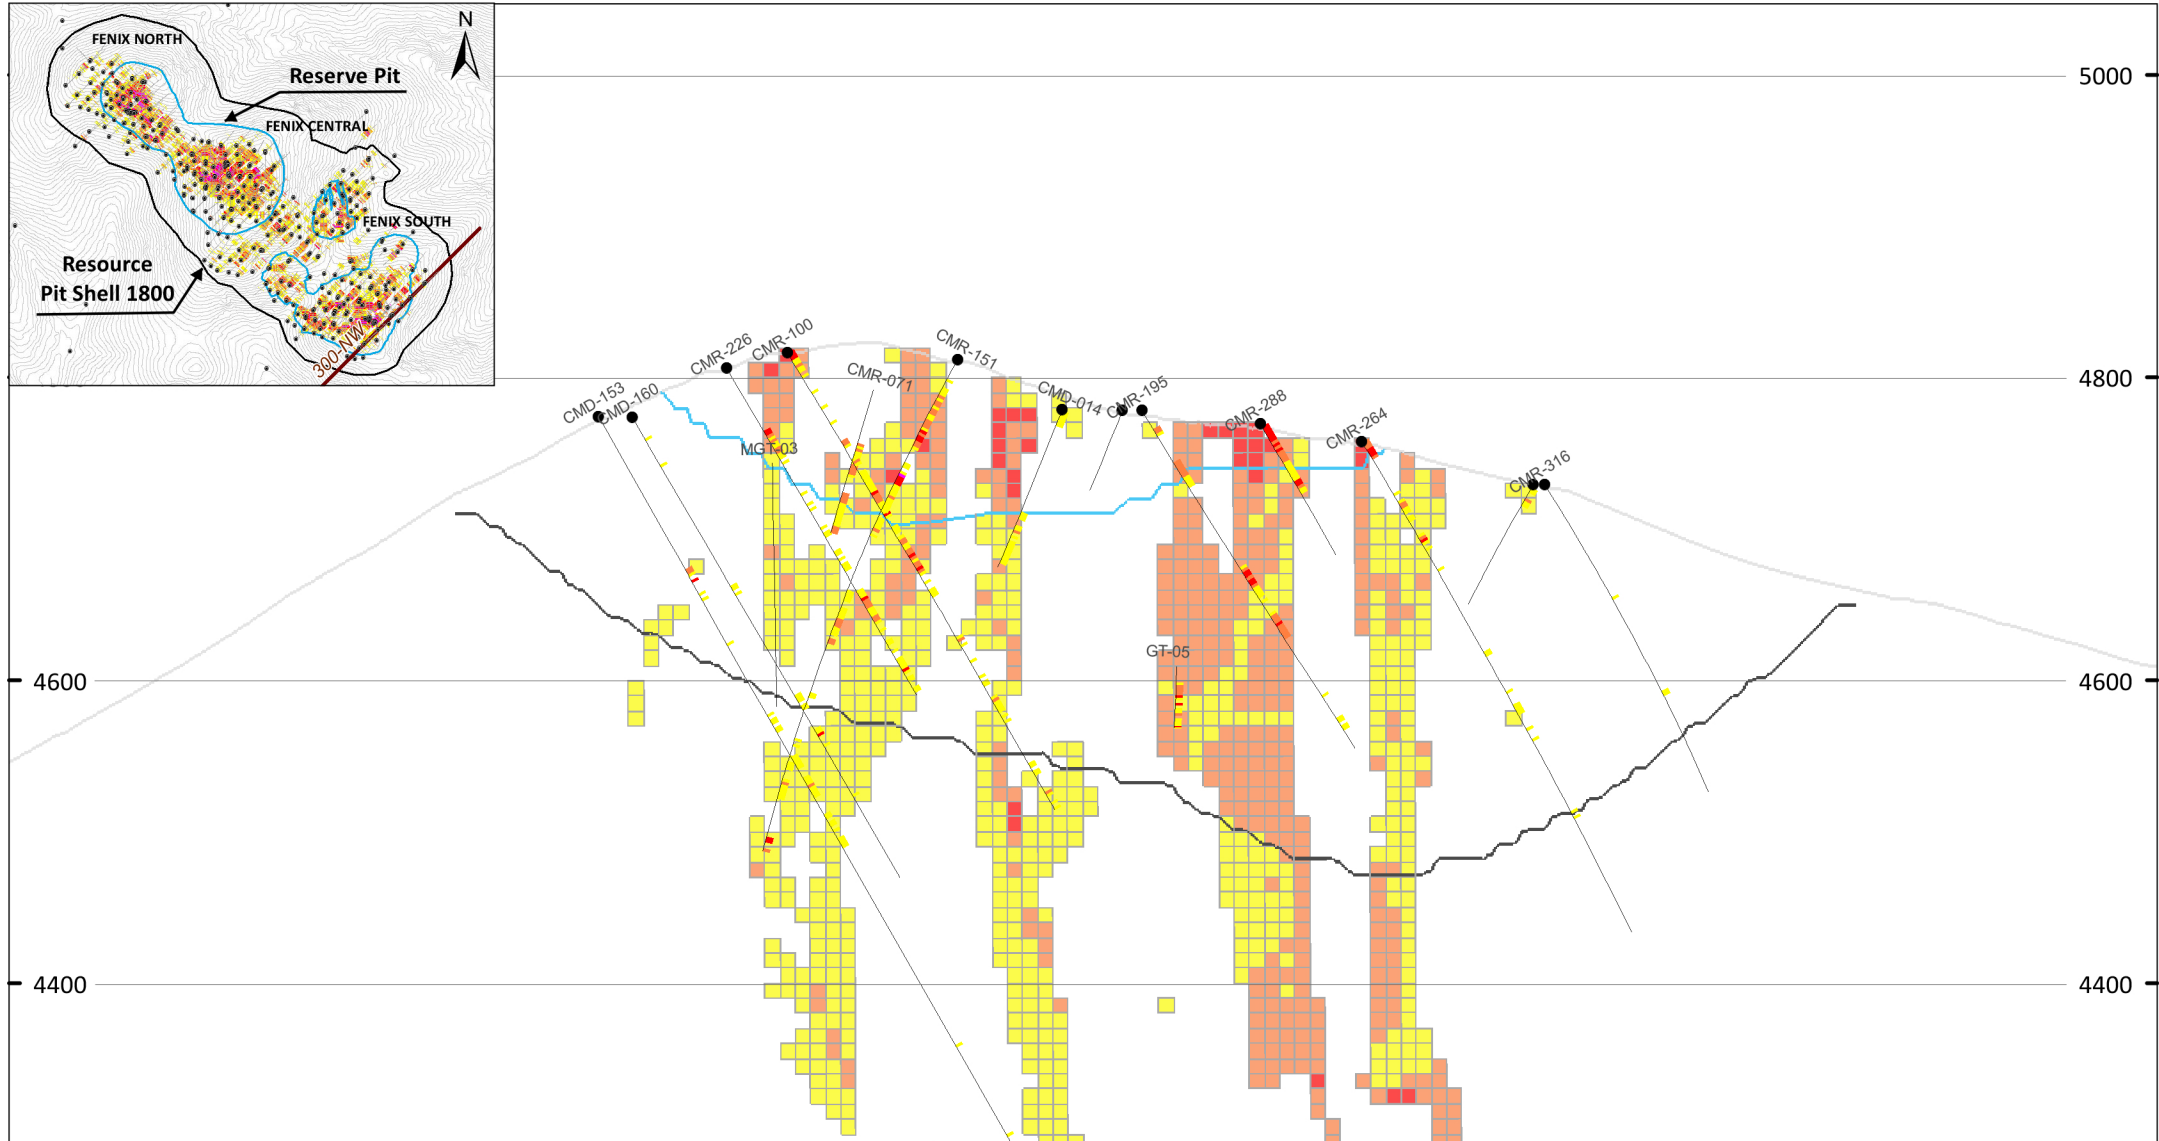 FENIX NORTH
N
Reserve Pit
FENIX CENTRAL
FENIX SOUTH
Resource
Pit Shell 1800
300-NW
5000
4800
4600
4600
4400
4400
CMD-153
CMD-160
CMR-226
CMR-100
CMR-071
CMR-151
CMD-014
CMR-195
CMR-288
CMR-264
CMR-316
MGT-03
GT-05